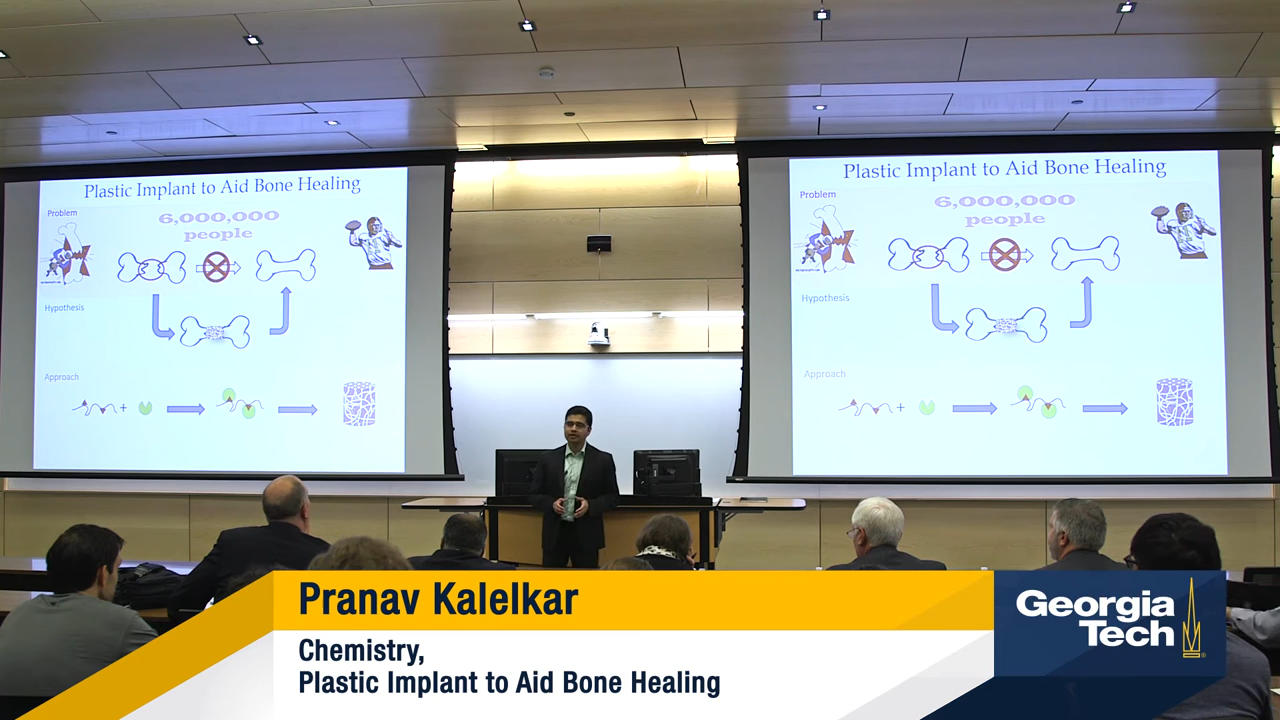 Plastic Implant to Aid Bone Healing
Problem
6,000,000
people
Hypothesis
Approach
+
Plastic Implant to Aid Bone Healing
Problem
6,000,000
people
Hypothesis
Approach
+
Pranav Kalelkar
Chemistry,
Plastic Implant to Aid Bone Healing
Georgia
Tech